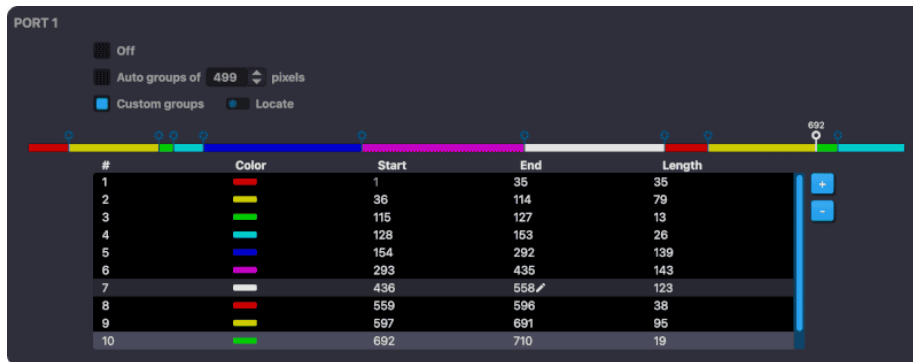 PORT 1
Off
Auto groups of 499 pixels
Custom groups Locate
692
# Color Start End Length
1 1 35 35
2 36 114 79
3 115 127 13
4 128 153 26
5 154 292 139
6 293 435 143
7 436 558 123
8 559 596 38
9 597 691 95
10 692 710 19
+
-